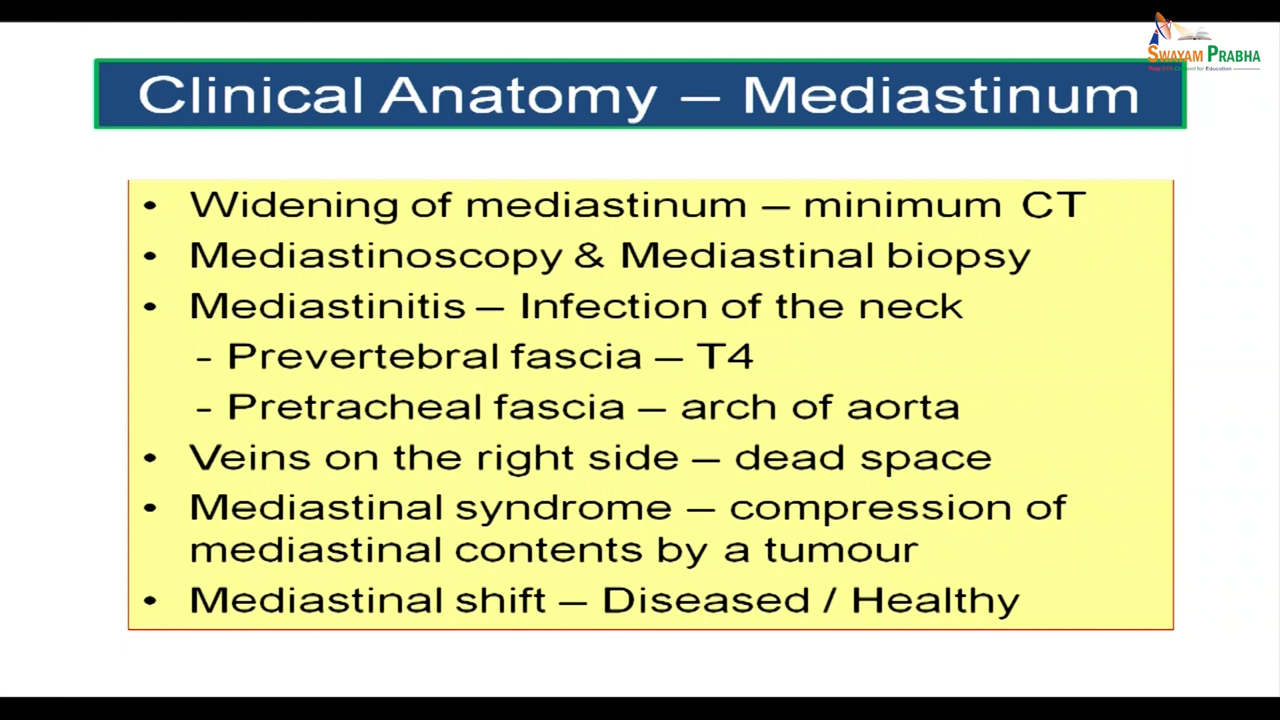 SWAYAM PRABHA
Clinical Anatomy – Mediastinum
• Widening of mediastinum – minimum CT
• Mediastinoscopy & Mediastinal biopsy
• Mediastinitis – Infection of the neck
- Prevertebral fascia – T4
- Pretracheal fascia – arch of aorta
• Veins on the right side – dead space
• Mediastinal syndrome – compression of
mediastinal contents by a tumour
• Mediastinal shift – Diseased / Healthy